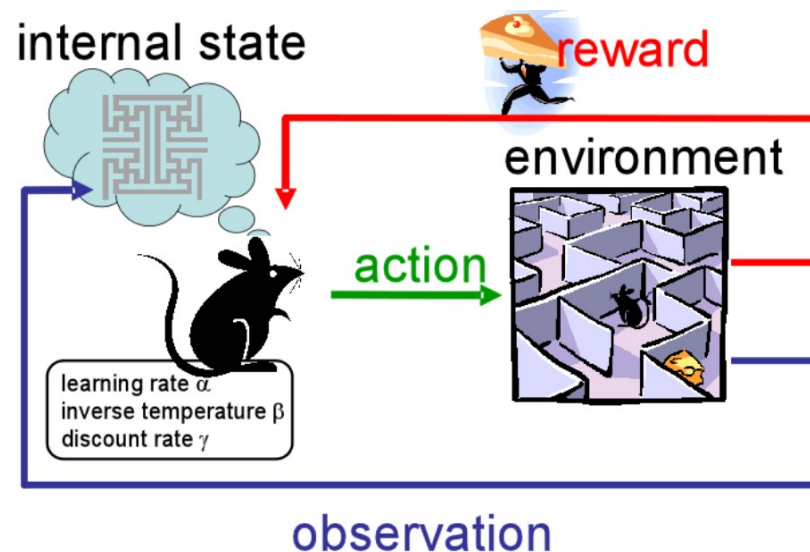 internal state
reward
environment
action
learning rate α
inverse temperature β
discount rate γ
observation